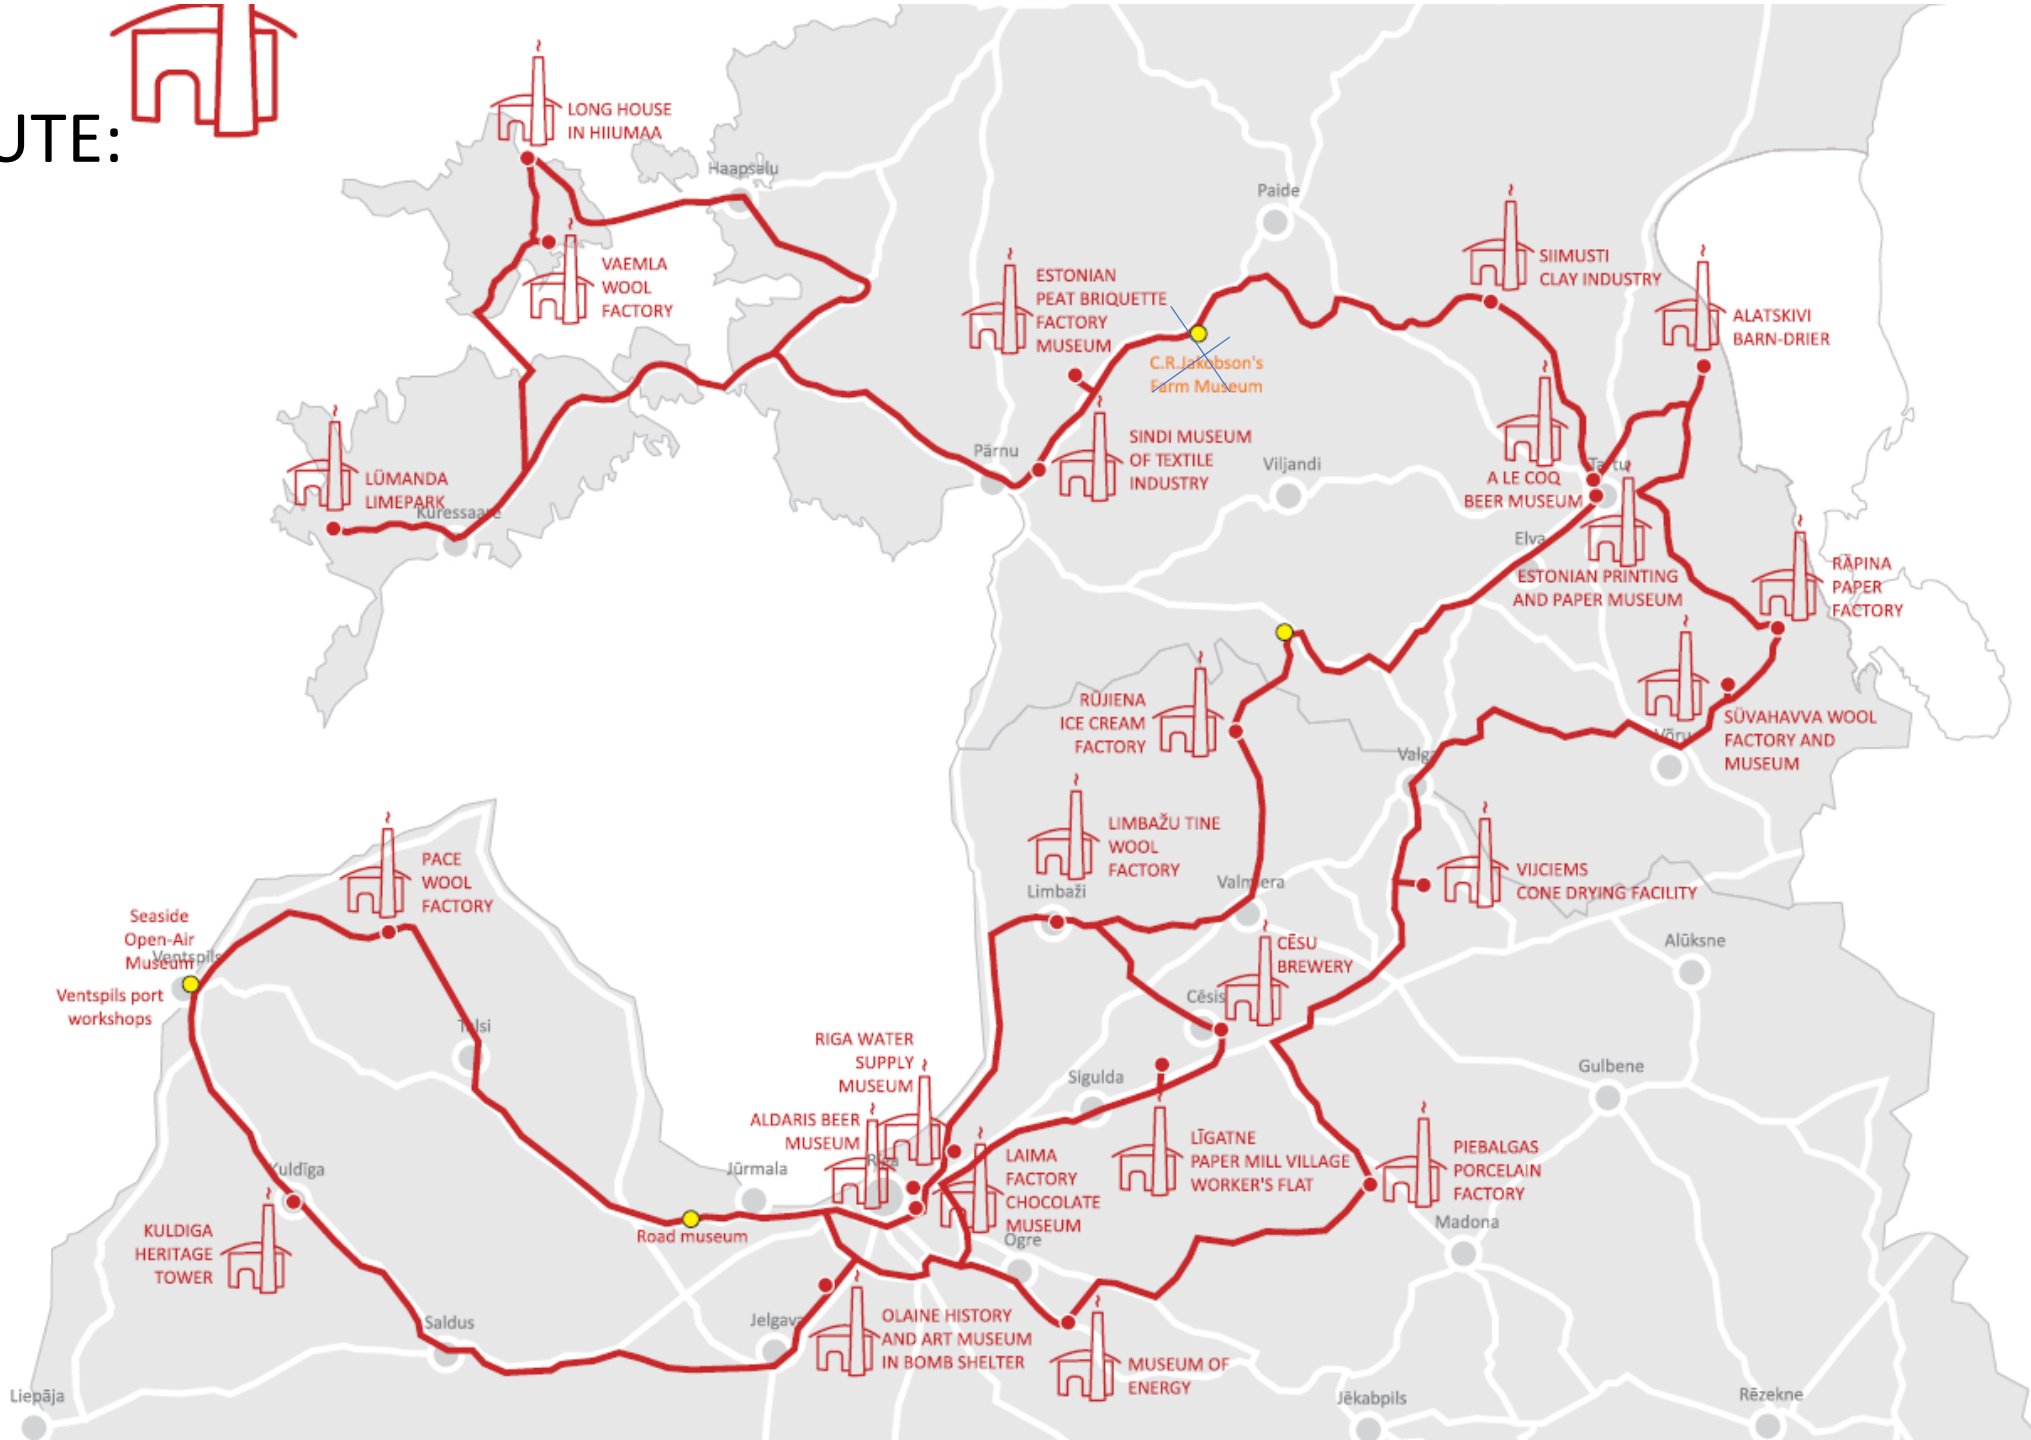 UTE:
LONG HOUSE
IN HIIUMAA
Haapsalu
Paide
VAEMLA
WOOL
FACTORY
ESTONIAN
PEAT BRIQUETTE
FACTORY
MUSEUM
SIIMUSTI
CLAY INDUSTRY
ALATSKIVI
BARN-DRIER
C.R.Jakobson's
Farm Museum
LÜMANDA
LIMEPARK
Kuressaare
Pärnu
SINDI MUSEUM
OF TEXTILE
INDUSTRY
Viljandi
A LE COQ
BEER MUSEUM
Tartu
Elva
ESTONIAN PRINTING
AND PAPER MUSEUM
RÄPINA
PAPER
FACTORY
RŪJIENA
ICE CREAM
FACTORY
SÜVAHAVVA WOOL
FACTORY AND
MUSEUM
Võru
Valga
LIMBAŽU TINE
WOOL
FACTORY
Limbaži
Valmiera
VIJCIEMS
CONE DRYING FACILITY
PACE
WOOL
FACTORY
Seaside
Open-Air
Museum
Ventspils
Ventspils port
workshops
CĒSU
BREWERY
Cēsis
Alūksne
Talsi
RIGA WATER
SUPPLY
MUSEUM
Sigulda
Gulbene
ALDARIS BEER
MUSEUM
Rīga
Jūrmala
LAIMA
FACTORY
CHOCOLATE
MUSEUM
LĪGATNE
PAPER MILL VILLAGE
WORKER'S FLAT
PIEBALGAS
PORCELAIN
FACTORY
Kuldīga
KULDIGA
HERITAGE
TOWER
Road museum
Ogre
Madona
Saldus
Jelgava
OLAINE HISTORY
AND ART MUSEUM
IN BOMB SHELTER
MUSEUM OF
ENERGY
Liepāja
Jēkabpils
Rēzekne